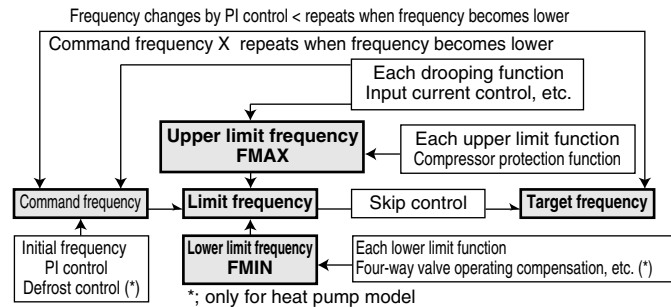 Frequency changes by PI control < repeats when frequency becomes lower
Command frequency X repeats when frequency becomes lower
Each drooping function
Input current control, etc.
Upper limit frequency
FMAX
Each upper limit function
Compressor protection function
Command frequency
Limit frequency
Skip control
Target frequency
Initial frequency
PI control
Defrost control (*)
Lower limit frequency
FMIN
Each lower limit function
Four-way valve operating compensation, etc. (*)
*; only for heat pump model